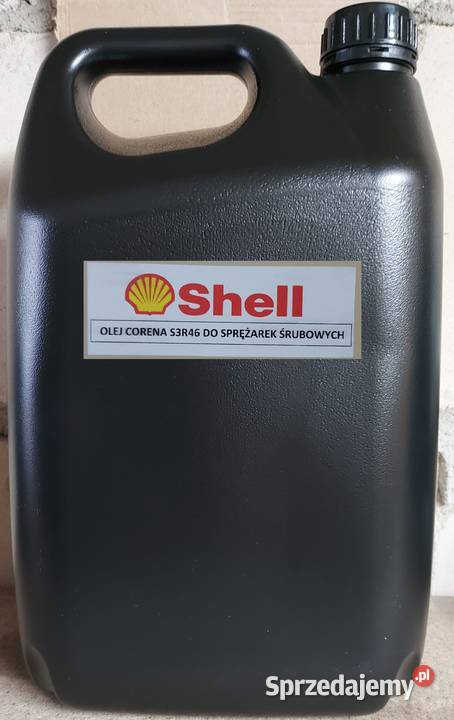 Shell
OLEJ CORENA S3R46 DO SPRĘŻAREK ŚRUBOWYCH
Sprzedajemy.pl